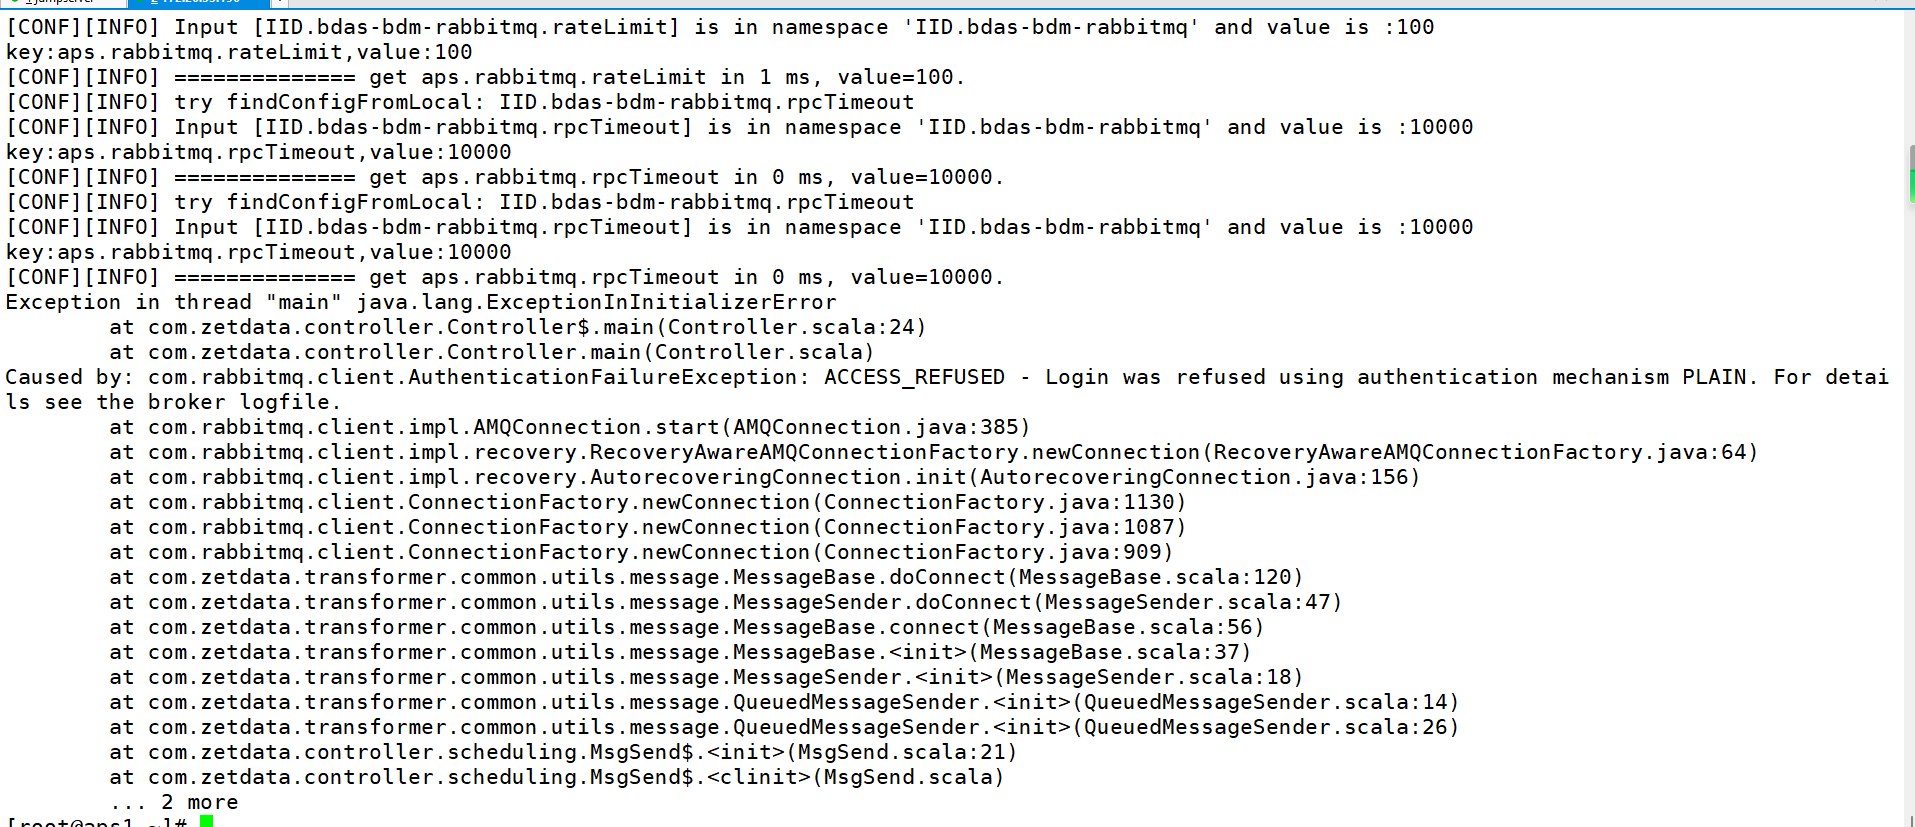 [CONF][INFO] Input [IID.bdas-bdm-rabbitmq.rateLimit] is in namespace 'IID.bdas-bdm-rabbitmq' and value is :100
key:aps.rabbitmq.rateLimit,value:100
[CONF][INFO] ============== get aps.rabbitmq.rateLimit in 1 ms, value=100.
[CONF][INFO] try findConfigFromLocal: IID.bdas-bdm-rabbitmq.rpcTimeout
[CONF][INFO] Input [IID.bdas-bdm-rabbitmq.rpcTimeout] is in namespace 'IID.bdas-bdm-rabbitmq' and value is :10000
key:aps.rabbitmq.rpcTimeout,value:10000
[CONF][INFO] ============== get aps.rabbitmq.rpcTimeout in 0 ms, value=10000.
[CONF][INFO] try findConfigFromLocal: IID.bdas-bdm-rabbitmq.rpcTimeout
[CONF][INFO] Input [IID.bdas-bdm-rabbitmq.rpcTimeout] is in namespace 'IID.bdas-bdm-rabbitmq' and value is :10000
key:aps.rabbitmq.rpcTimeout,value:10000
[CONF][INFO] ============== get aps.rabbitmq.rpcTimeout in 0 ms, value=10000.
Exception in thread "main" java.lang.ExceptionInInitializerError
at com.zetdata.controller.Controller$.main(Controller.scala:24)
at com.zetdata.controller.Controller.main(Controller.scala)
Caused by: com.rabbitmq.client.AuthenticationFailureException: ACCESS_REFUSED - Login was refused using authentication mechanism PLAIN. For detai
ls see the broker logfile.
at com.rabbitmq.client.impl.AMQConnection.start(AMQConnection.java:385)
at com.rabbitmq.client.impl.recovery.RecoveryAwareAMQConnectionFactory.newConnection(RecoveryAwareAMQConnectionFactory.java:64)
at com.rabbitmq.client.impl.recovery.AutorecoveringConnection.init(AutorecoveringConnection.java:156)
at com.rabbitmq.client.ConnectionFactory.newConnection(ConnectionFactory.java:1130)
at com.rabbitmq.client.ConnectionFactory.newConnection(ConnectionFactory.java:1087)
at com.rabbitmq.client.ConnectionFactory.newConnection(ConnectionFactory.java:909)
at com.zetdata.transformer.common.utils.message.MessageBase.doConnect(MessageBase.scala:120)
at com.zetdata.transformer.common.utils.message.MessageSender.doConnect(MessageSender.scala:47)
at com.zetdata.transformer.common.utils.message.MessageBase.connect(MessageBase.scala:56)
at com.zetdata.transformer.common.utils.message.MessageBase.<init>(MessageBase.scala:37)
at com.zetdata.transformer.common.utils.message.MessageSender.<init>(MessageSender.scala:18)
at com.zetdata.transformer.common.utils.message.QueuedMessageSender.<init>(QueuedMessageSender.scala:14)
at com.zetdata.transformer.common.utils.message.QueuedMessageSender.<init>(QueuedMessageSender.scala:26)
at com.zetdata.controller.scheduling.MsgSend$.<init>(MsgSend.scala:21)
at com.zetdata.controller.scheduling.MsgSend$.<clinit>(MsgSend.scala)
... 2 more
[root@aps1 ~]#